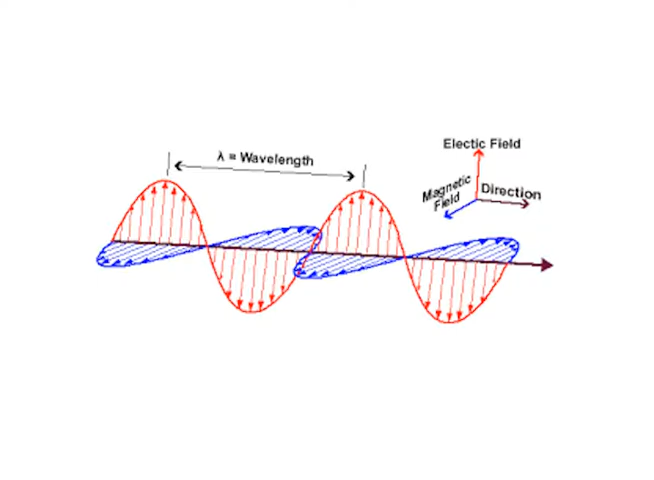 λ = Wavelength
Electic Field
Magnetic
Field
Direction